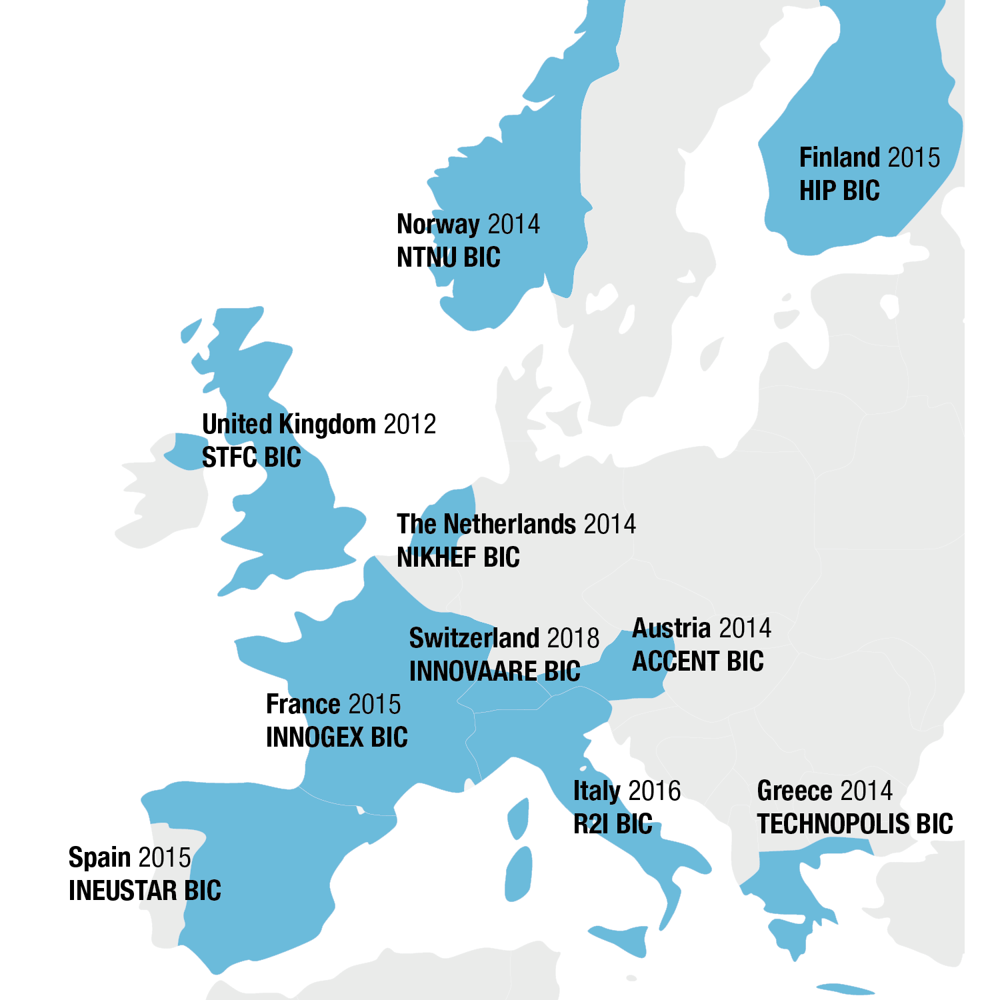 Finland 2015
HIP BIC
Norway 2014
NTNU BIC
United Kingdom 2012
STFC BIC
The Netherlands 2014
NIKHEF BIC
Switzerland 2018
INNOVAARE BIC
Austria 2014
ACCENT BIC
France 2015
INNOGEX BIC
Italy 2016
R2I BIC
Greece 2014
TECHNOPOLIS BIC
Spain 2015
INEUSTAR BIC